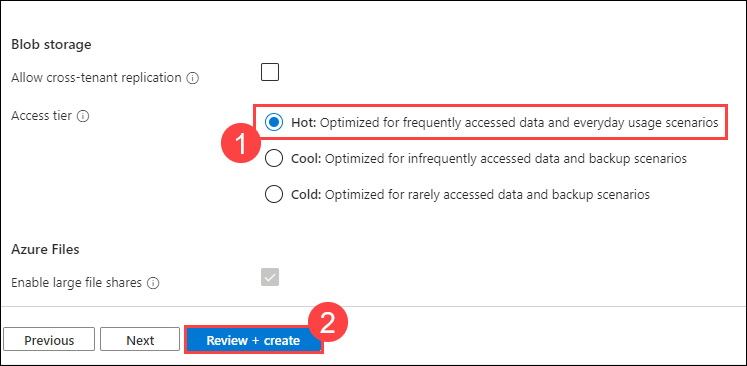 Blob storage
Allow cross-tenant replication
Access tier
1
Hot: Optimized for frequently accessed data and everyday usage scenarios
Cool: Optimized for infrequently accessed data and backup scenarios
Cold: Optimized for rarely accessed data and backup scenarios
Azure Files
Enable large file shares
2
Previous
Next
Review + create